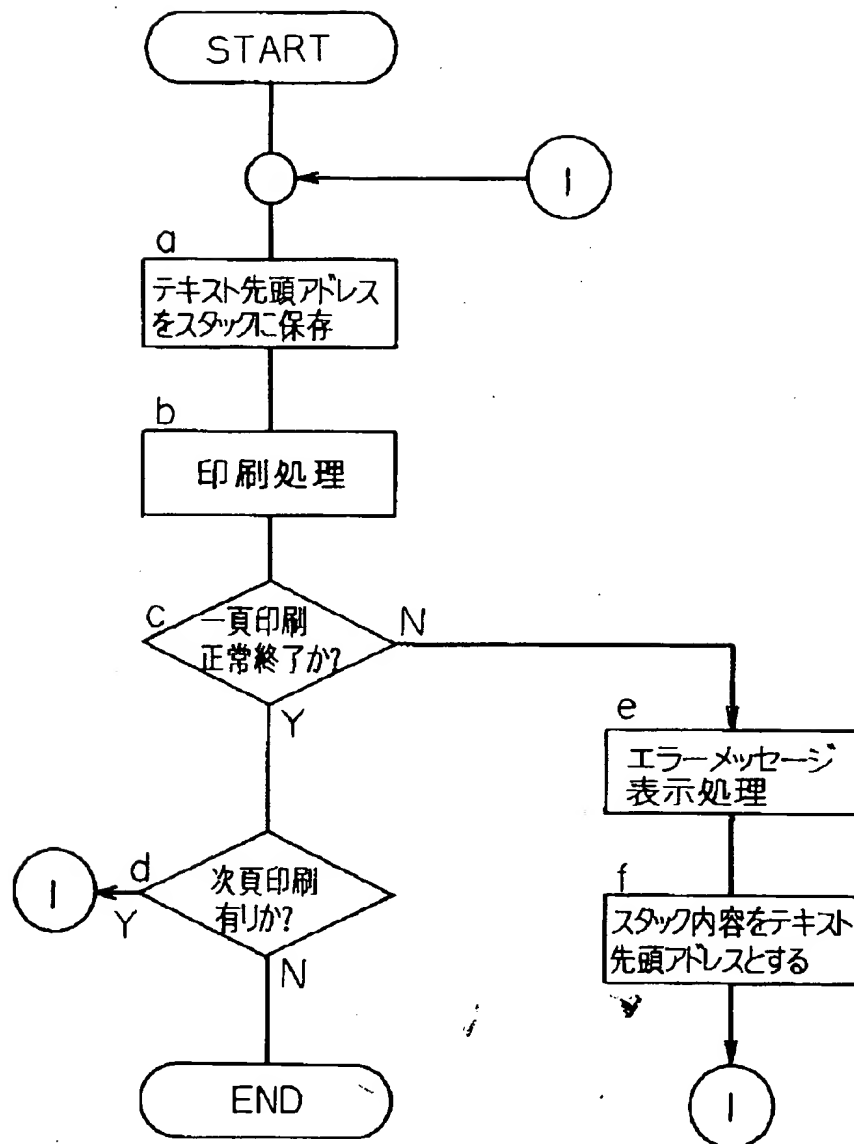 START
1
a
テキスト先頭アドレス
をスタックに保存
b
印刷処理
c
一頁印刷
正常終了か?
N
Y
e
エラーメッセージ
表示処理
d
次頁印刷
有りか?
1
Y
N
f
スタック内容をテキスト
先頭アドレスとする
END
1